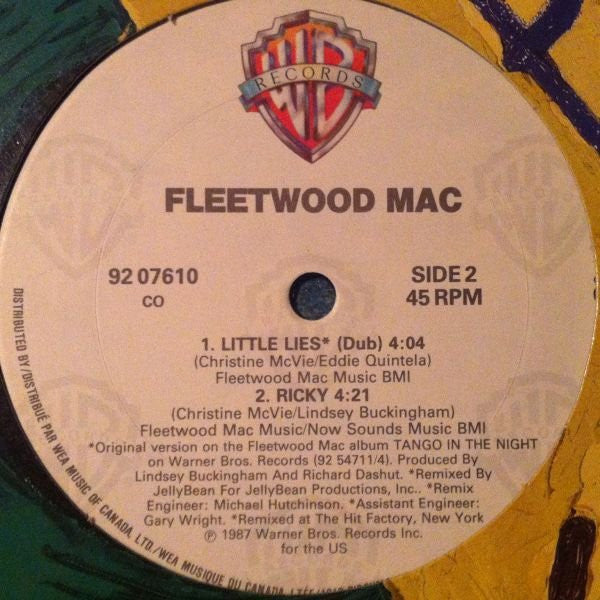 WB
RECORDS
FLEETWOOD MAC
92 07610
CO
SIDE 2
45 RPM
1. LITTLE LIES* (Dub) 4:04
(Christine McVie/Eddie Quintela)
Fleetwood Mac Music BMI
2. RICKY 4:21
(Christine McVie/Lindsey Buckingham)
Fleetwood Mac Music/Now Sounds Music BMI
*Original version on the Fleetwood Mac album TANGO IN THE NIGHT
on Warner Bros. Records (92 54711/4). Produced By
Lindsey Buckingham And Richard Dashut. *Remixed By
JellyBean For JellyBean Productions, Inc.. *Remix
Engineer: Michael Hutchinson. *Assistant Engineer:
Gary Wright. *Remixed at The Hit Factory, New York
℗ 1987 Warner Bros. Records Inc.
for the US
DISTRIBUTED BY/DISTRIBUÉ PAR WEA MUSIC OF CANADA, LTD./WEA MUSIQUE DU CANADA, LTÉE/